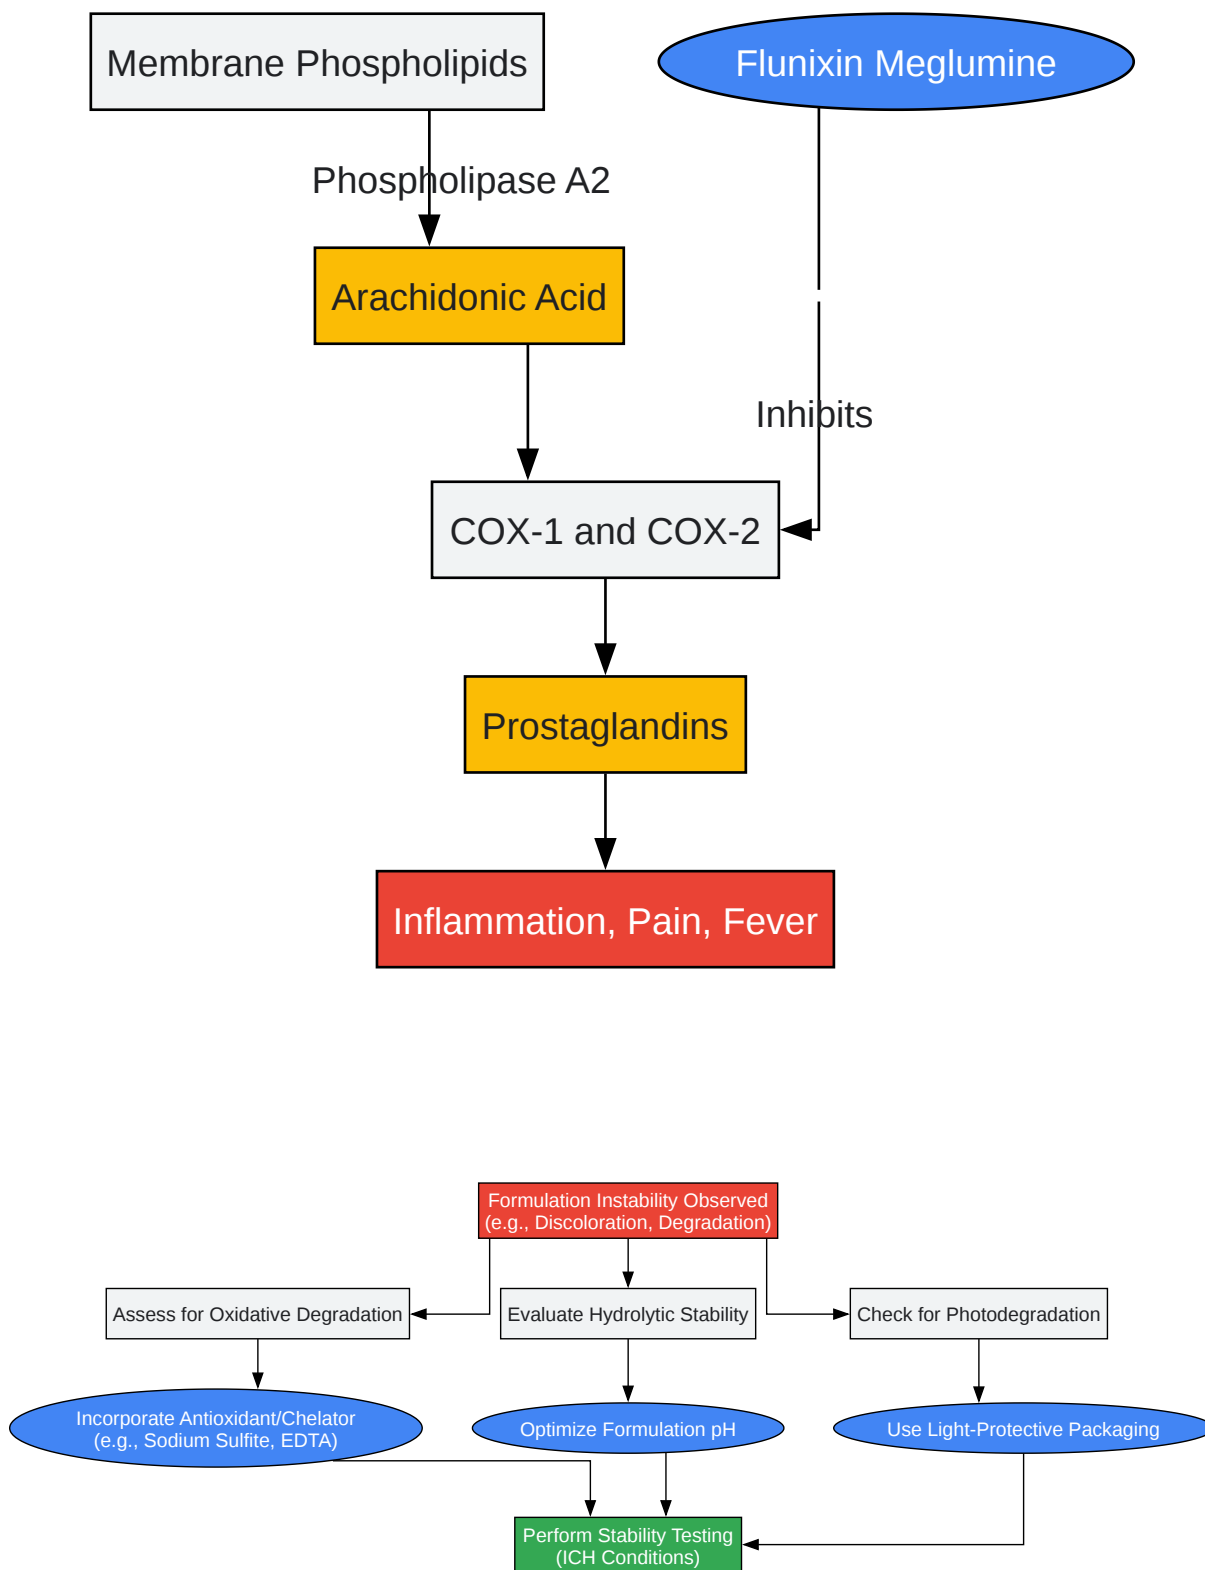 Membrane Phospholipids
Flunixin Meglumine
Phospholipase A2
Arachidonic Acid
Inhibits
COX-1 and COX-2
Prostaglandins
Inflammation, Pain, Fever
Formulation Instability Observed
(e.g., Discoloration, Degradation)
Assess for Oxidative Degradation
Evaluate Hydrolytic Stability
Check for Photodegradation
Incorporate Antioxidant/Chelator
(e.g., Sodium Sulfite, EDTA)
Optimize Formulation pH
Use Light-Protective Packaging
Perform Stability Testing
(ICH Conditions)